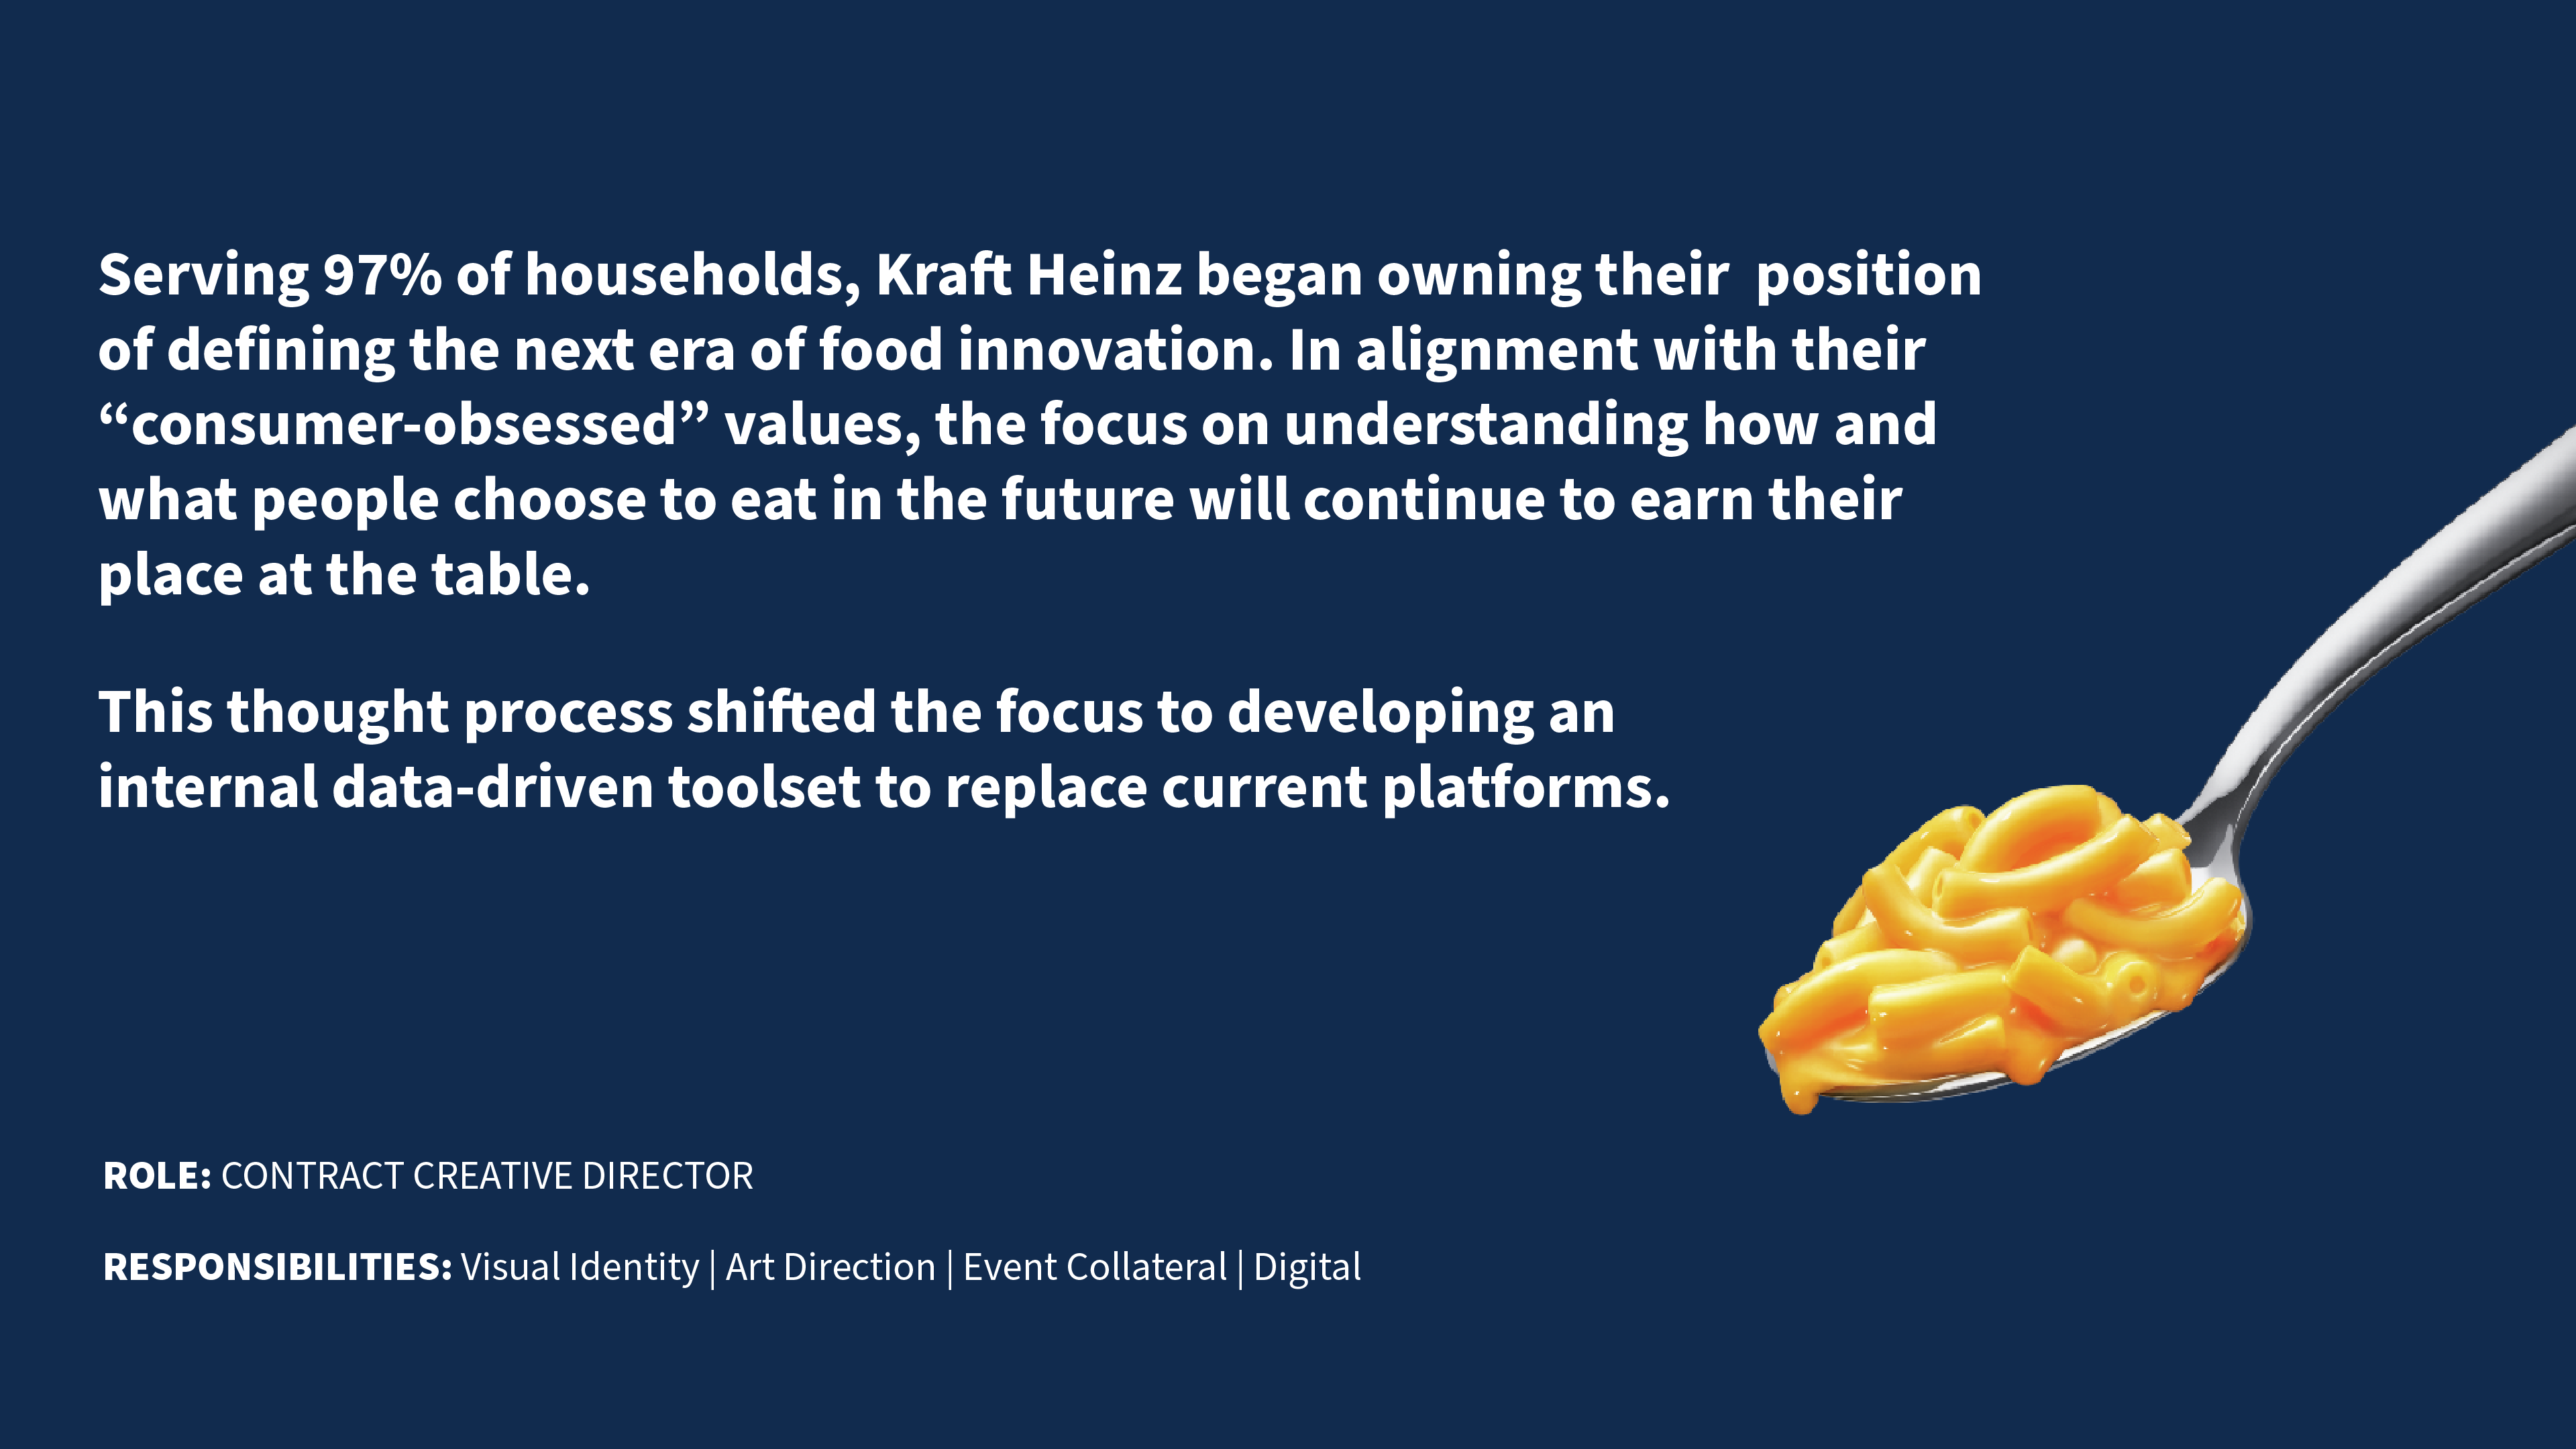 Serving 97% of households, Kraft Heinz began owning their  position
of defining the next era of food innovation. In alignment with their
“consumer-obsessed” values, the focus on understanding how and
what people choose to eat in the future will continue to earn their
place at the table.
This thought process shifted the focus to developing an
internal data-driven toolset to replace current platforms.
ROLE: CONTRACT CREATIVE DIRECTOR
RESPONSIBILITIES: Visual Identity | Art Direction | Event Collateral | Digital